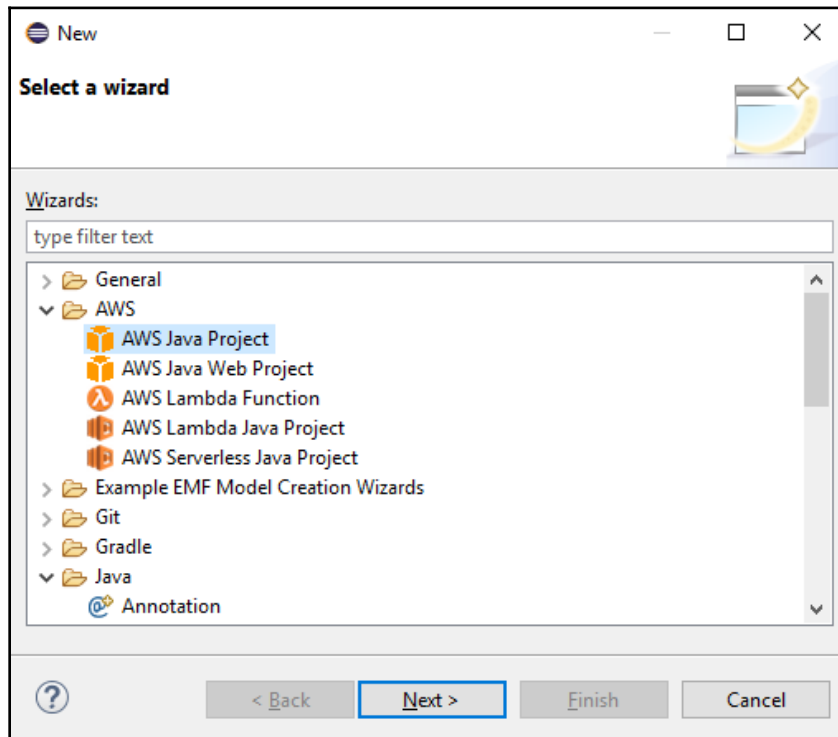 New
Select a wizard
Wizards:
type filter text
General
AWS
AWS Java Project
AWS Java Web Project
AWS Lambda Function
AWS Lambda Java Project
AWS Serverless Java Project
Example EMF Model Creation Wizards
Git
Gradle
Java
Annotation
< Back Next > Finish Cancel